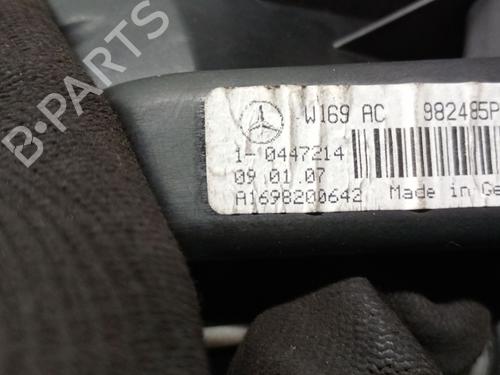 W169 AC 982485P
1- 0447214
09.01.07
A1698200642 Made in Ge
B-PARTS